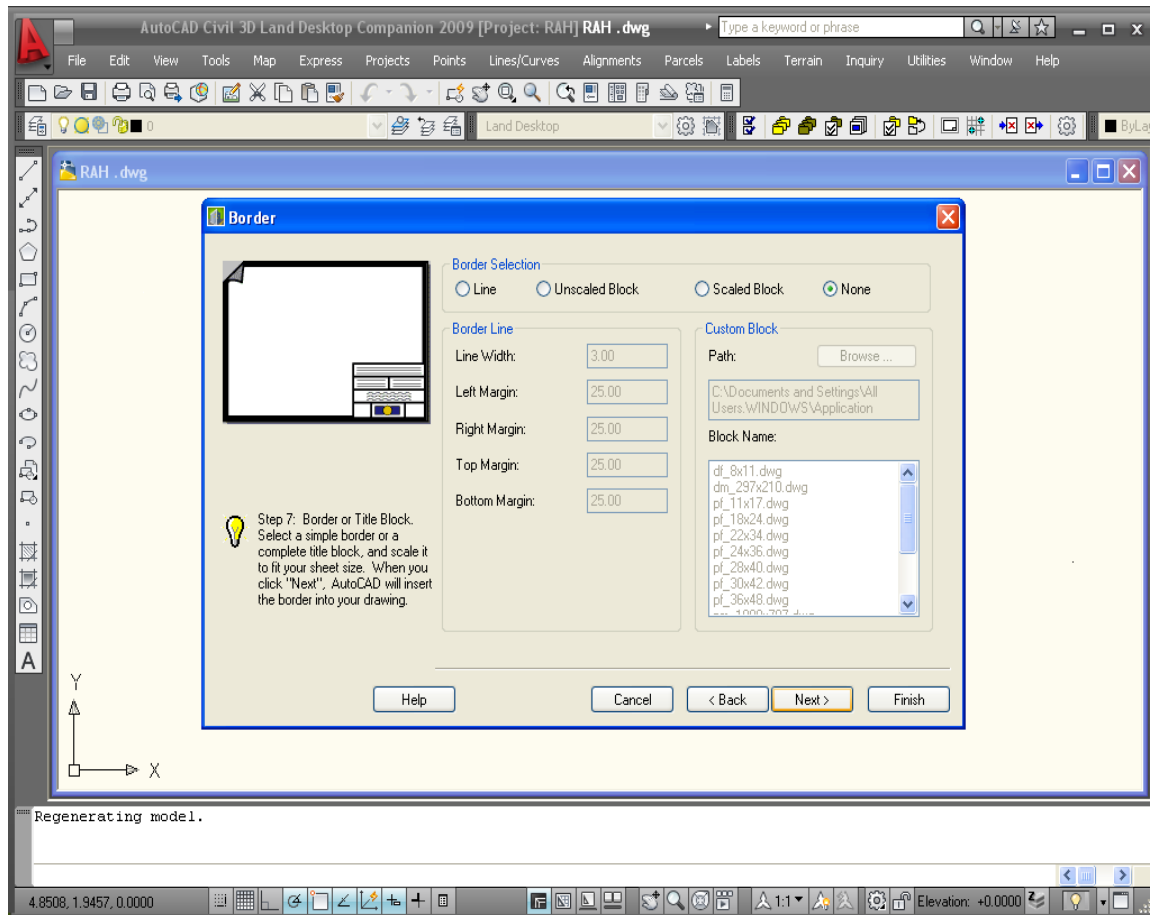 AutoCAD Civil 3D Land Desktop Companion 2009 [Project: RAH] RAH .dwg
Type a keyword or phrase
File Edit View Tools Map Express Projects Points Lines/Curves Alignments Parcels Labels Terrain Inquiry Utilities Window Help
0 Land Desktop
RAH .dwg
Border
Border Selection
Line Unscaled Block Scaled Block None
Border Line
Line Width: 3.00
Left Margin: 25.00
Right Margin: 25.00
Top Margin: 25.00
Bottom Margin: 25.00
Custom Block
Path: Browse ...
C:\Documents and Settings\All
Users.WINDOWS\Application
Block Name:
df_8x11.dwg
dm_297x210.dwg
pf_11x17.dwg
pf_18x24.dwg
pf_22x34.dwg
pf_24x36.dwg
pf_28x40.dwg
pf_30x42.dwg
pf_36x48.dwg
Step 7: Border or Title Block.
Select a simple border or a
complete title block, and scale it
to fit your sheet size. When you
click "Next", AutoCAD will insert
the border into your drawing.
Help Cancel < Back Next > Finish
Y
X
Regenerating model.
4.8508, 1.9457, 0.0000 1:1 Elevation: +0.0000